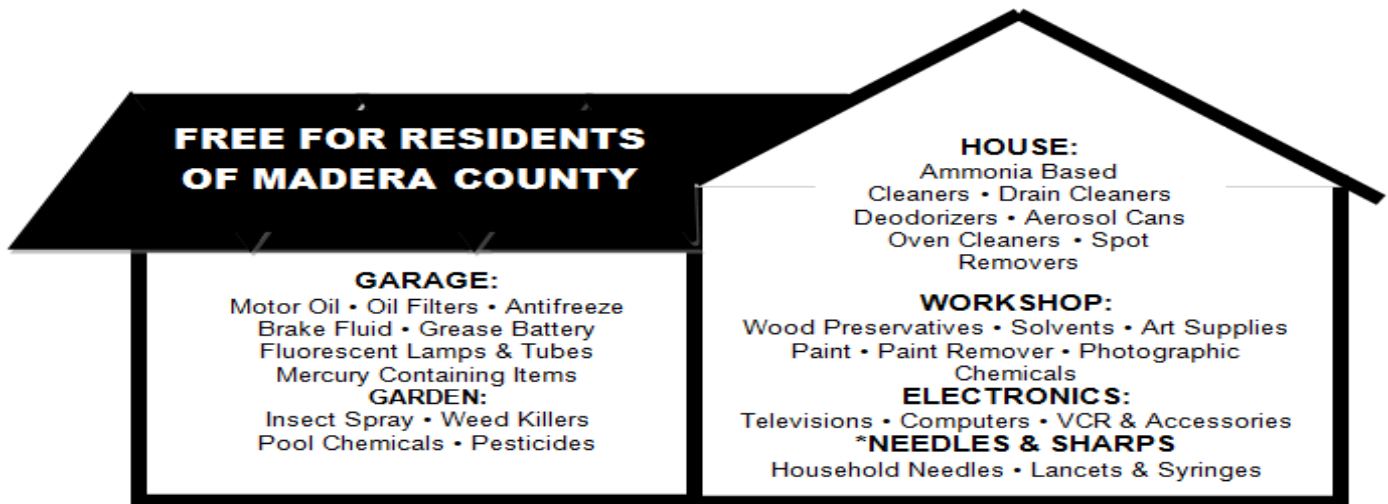 FREE FOR RESIDENTS
OF MADERA COUNTY
GARAGE:
Motor Oil • Oil Filters • Antifreeze
Brake Fluid • Grease Battery
Fluorescent Lamps & Tubes
Mercury Containing Items
GARDEN:
Insect Spray • Weed Killers
Pool Chemicals • Pesticides
HOUSE:
Ammonia Based
Cleaners • Drain Cleaners
Deodorizers • Aerosol Cans
Oven Cleaners • Spot
Removers
WORKSHOP:
Wood Preservatives • Solvents • Art Supplies
Paint • Paint Remover • Photographic
Chemicals
ELECTRONICS:
Televisions • Computers • VCR & Accessories
*NEEDLES & SHARPS
Household Needles • Lancets & Syringes